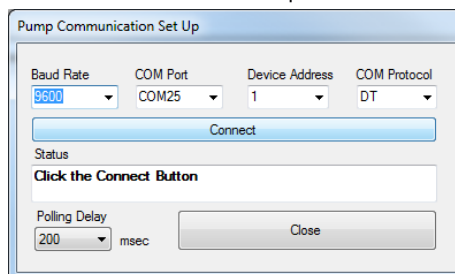 Pump Communication Set Up
Baud Rate COM Port Device Address COM Protocol
9600 COM25 1 DT
Connect
Status
Click the Connect Button
Polling Delay
200 msec Close